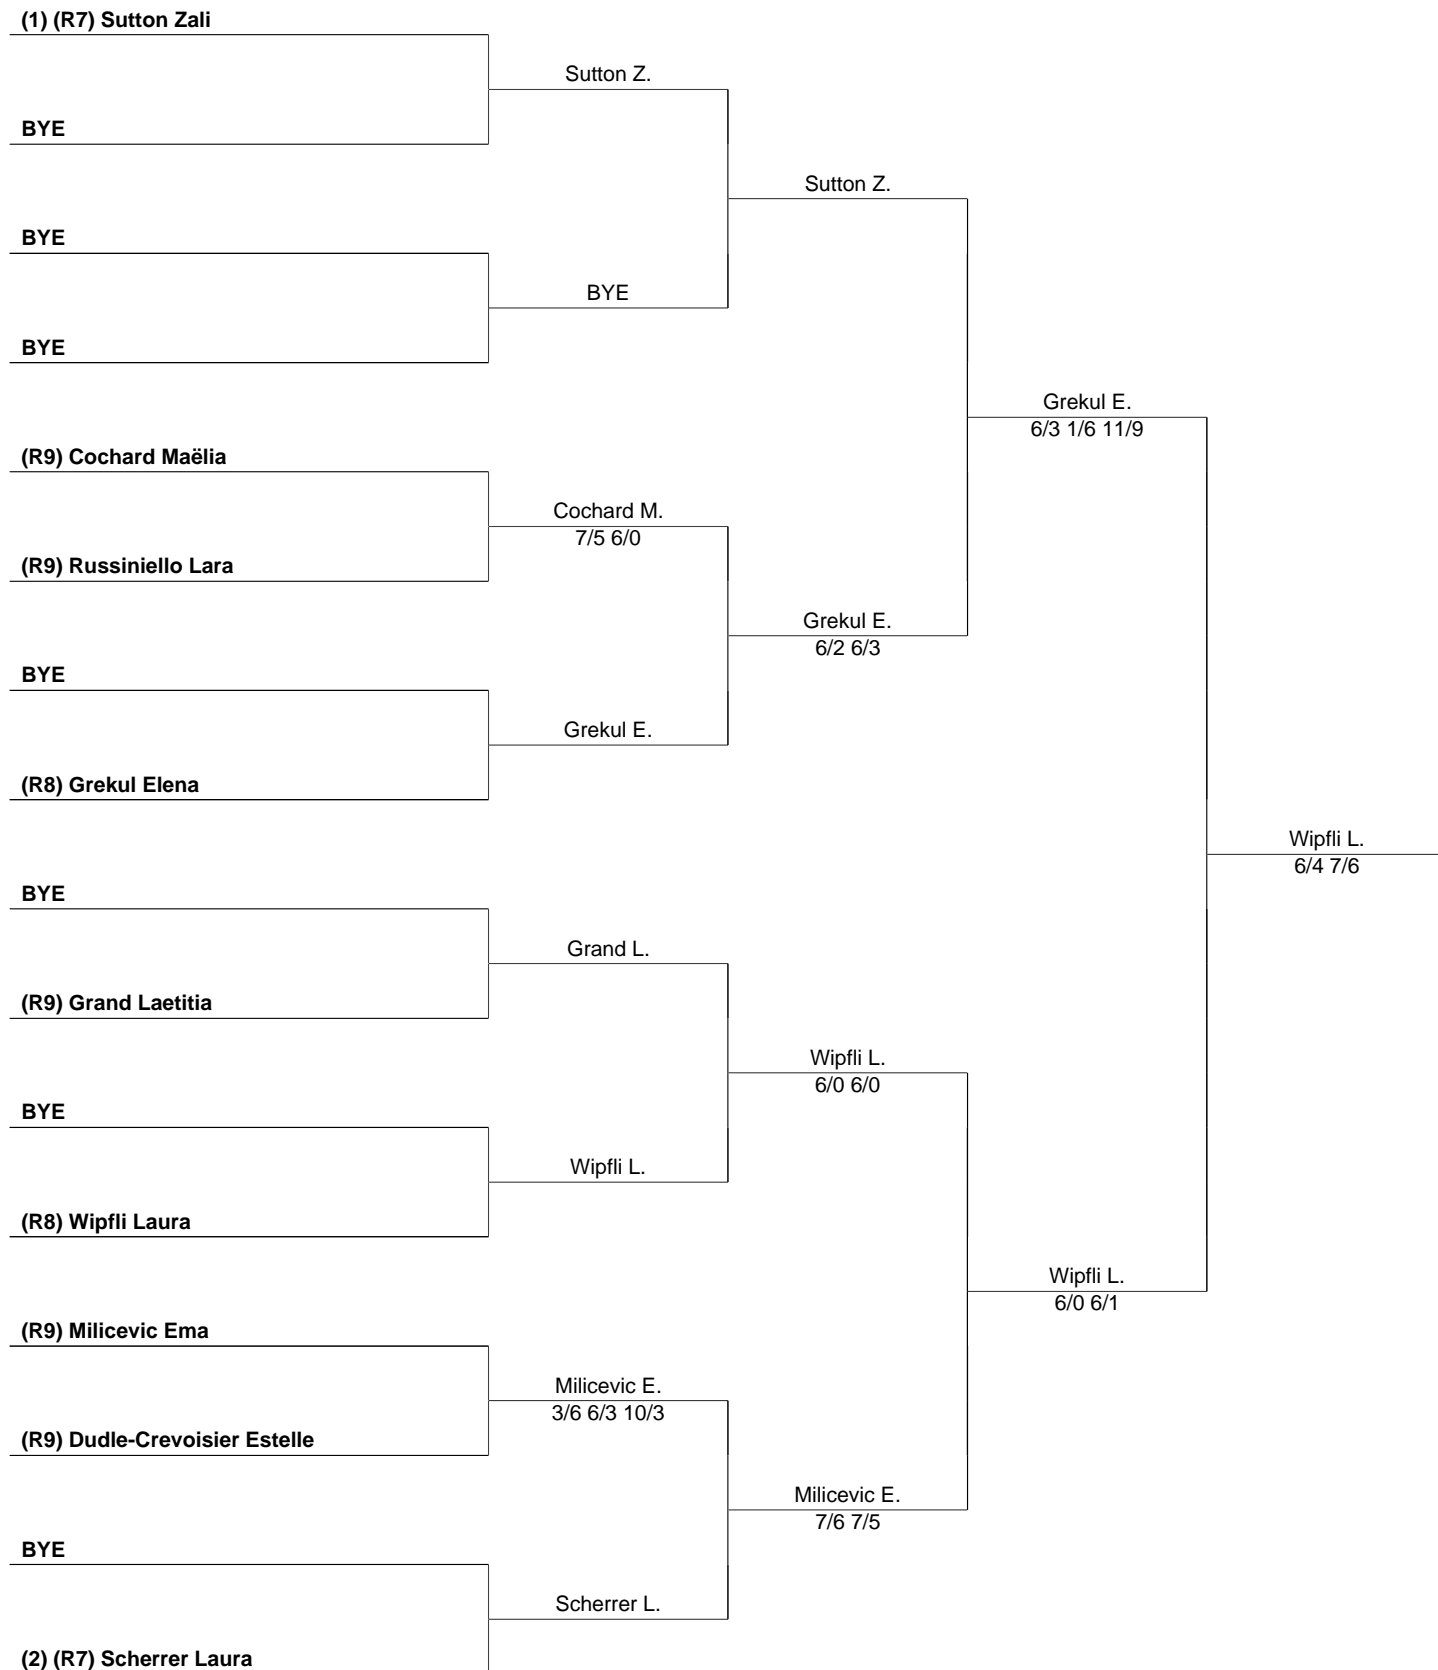 (1) (R7) Sutton Zali
Sutton Z.
BYE
Sutton Z.
BYE
BYE
BYE
Grekul E.
6/3 1/6 11/9
(R9) Cochard Maëlia
Cochard M.
7/5 6/0
(R9) Russiniello Lara
Grekul E.
6/2 6/3
BYE
Grekul E.
(R8) Grekul Elena
Wipfli L.
6/4 7/6
BYE
Grand L.
(R9) Grand Laetitia
Wipfli L.
6/0 6/0
BYE
Wipfli L.
(R8) Wipfli Laura
Wipfli L.
6/0 6/1
(R9) Milicevic Ema
Milicevic E.
3/6 6/3 10/3
(R9) Dudle-Crevoisier Estelle
Milicevic E.
7/6 7/5
BYE
Scherrer L.
(2) (R7) Scherrer Laura